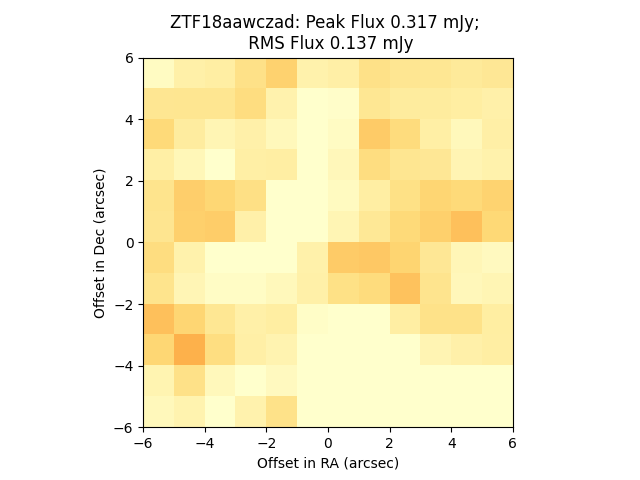 ZTF18aawczad: Peak Flux 0.317 mJy;
RMS Flux 0.137 mJy
6
4
2
0
−2
−4
−6
Offset in Dec (arcsec)
−6 −4 −2 0 2 4 6
Offset in RA (arcsec)